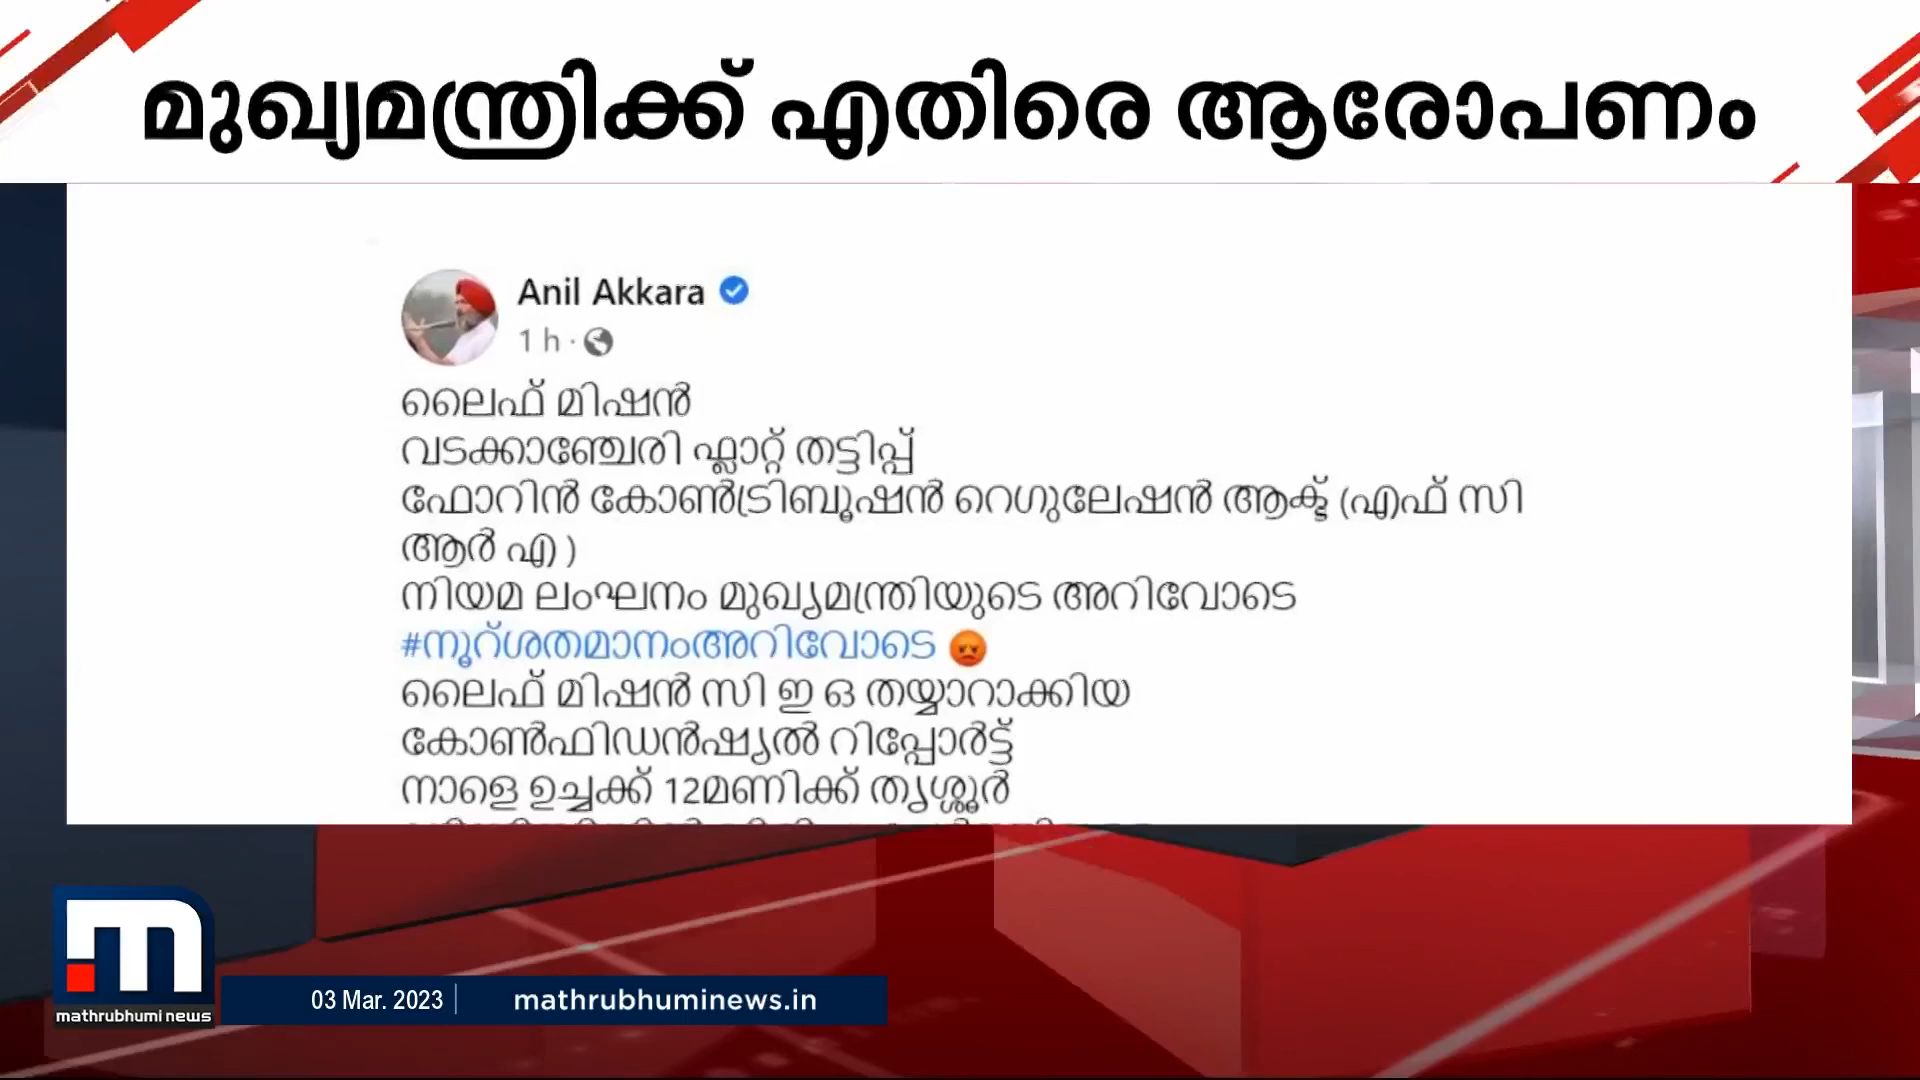 മുഖ്യമന്ത്രിക്ക് എതിരെ ആരോപണം
Anil Akkara
1 h ·
ലൈഫ് മിഷൻ
വടക്കാഞ്ചേരി ഫ്ലാറ്റ് തട്ടിപ്പ്
ഫോറിൻ കോൺട്രിബൂഷൻ റെഗുലേഷൻ ആക്ട് (എഫ് സി
ആർ എ )
നിയമ ലംഘനം മുഖ്യമന്ത്രിയുടെ അറിവോടെ
#നൂറ്ശതമാനംഅറിവോടെ 😡
ലൈഫ് മിഷൻ സി ഇ ഒ തയ്യാറാക്കിയ
കോൺഫിഡൻഷ്യൽ റിപ്പോർട്ട്
നാളെ ഉച്ചക്ക് 12മണിക്ക് തൃശ്ശൂർ
mathrubhumi news
03 Mar. 2023
mathrubhuminews.in